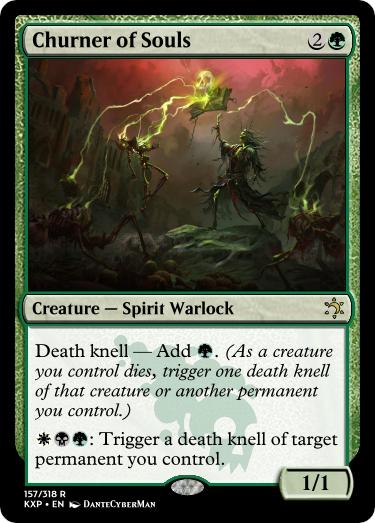 Churner of Souls 2
Creature — Spirit Warlock
Death knell — Add . (As a creature
you control dies, trigger one death knell
of that creature or another permanent
you control.)
: Trigger a death knell of target
permanent you control.
1/1
157/318 R
KXP • EN DanteCyberMan